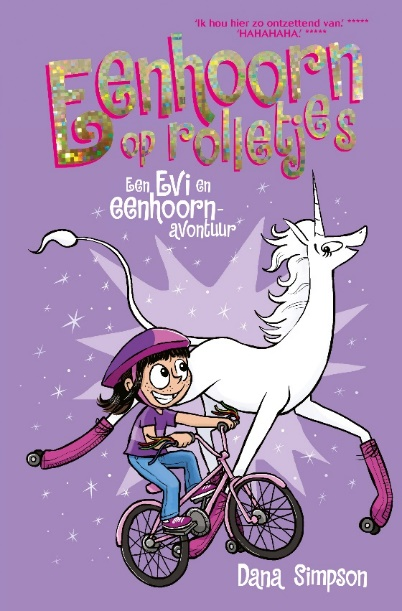 'Ik hou hier zo ontzettend van.' *****
'HAHAHAHA.' *****
Eenhoorn
op rolletjes
Een Evi en
eenhoorn-
avontuur
Dana Simpson